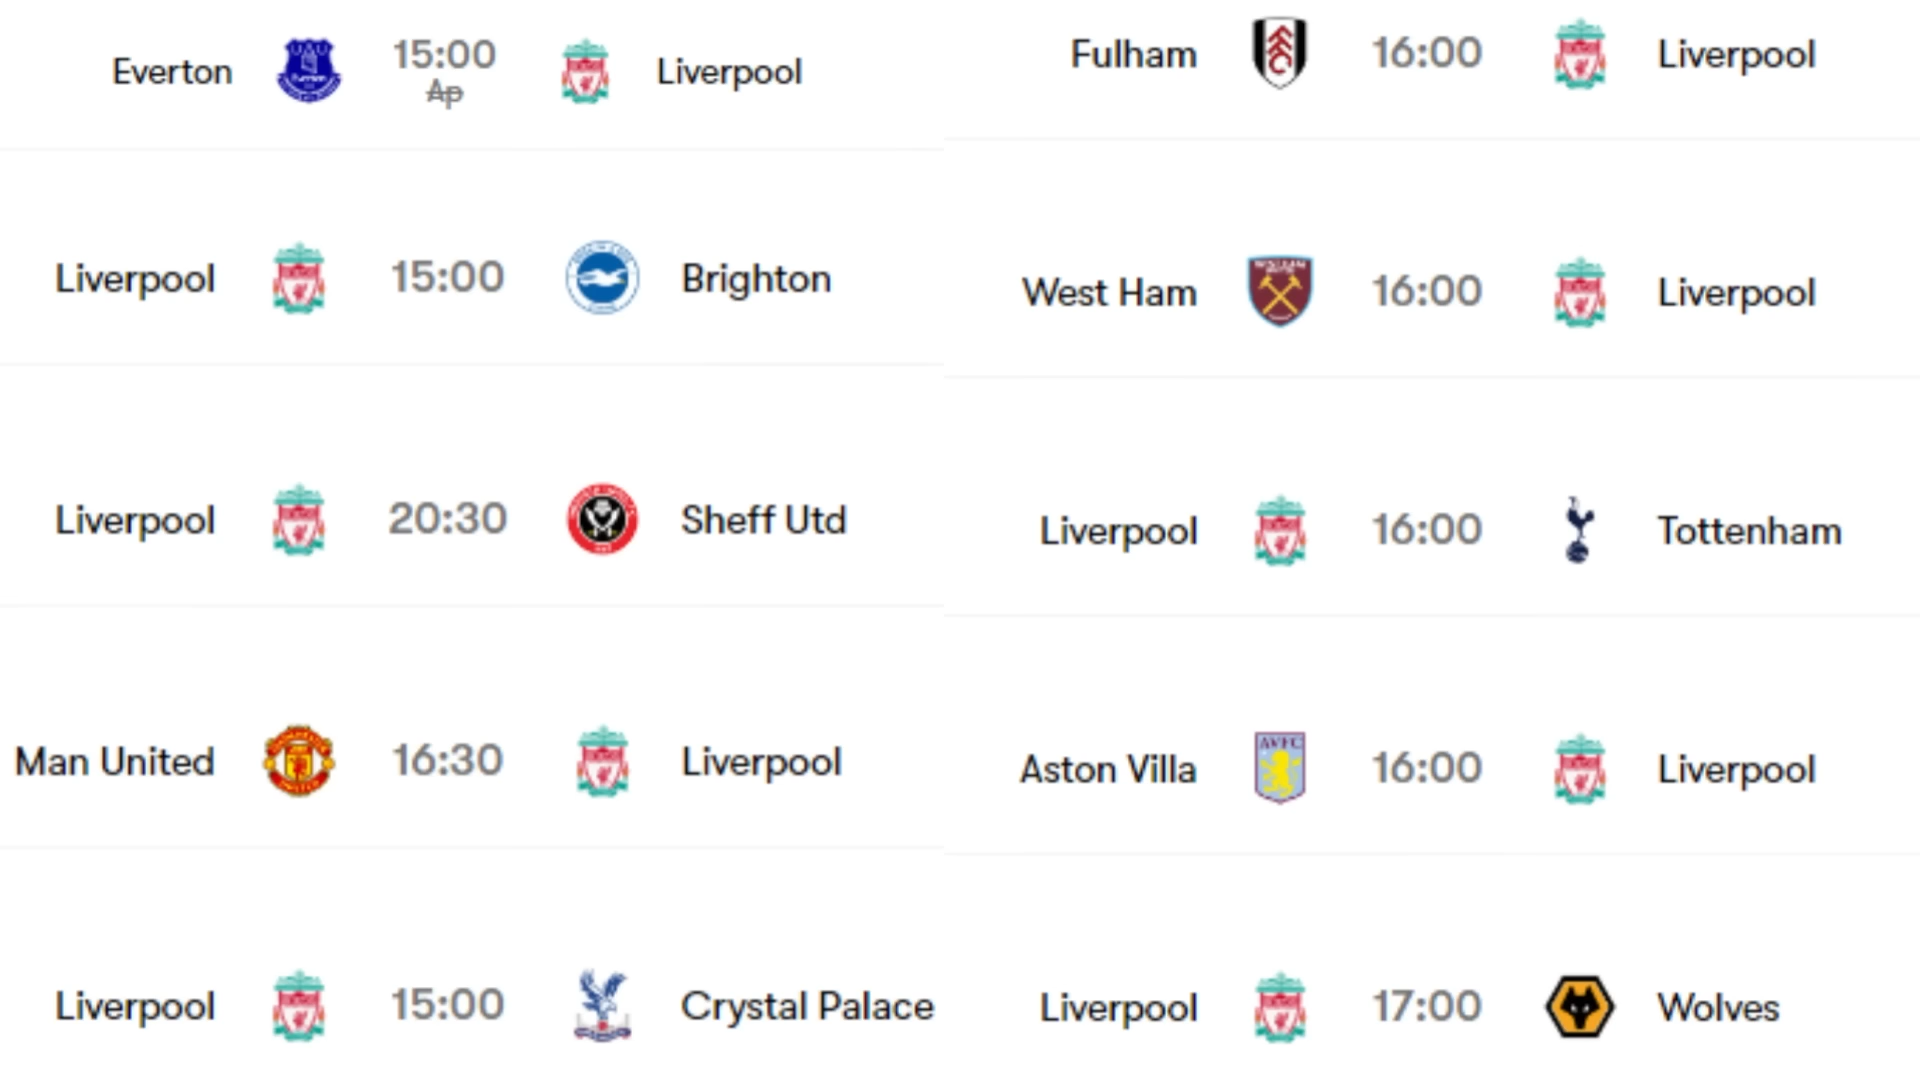 Everton 15:00 Liverpool
Ap
Liverpool 15:00 Brighton
Liverpool 20:30 Sheff Utd
Man United 16:30 Liverpool
Liverpool 15:00 Crystal Palace
Fulham 16:00 Liverpool
West Ham 16:00 Liverpool
Liverpool 16:00 Tottenham
AVFC
Aston Villa 16:00 Liverpool
Liverpool 17:00 Wolves